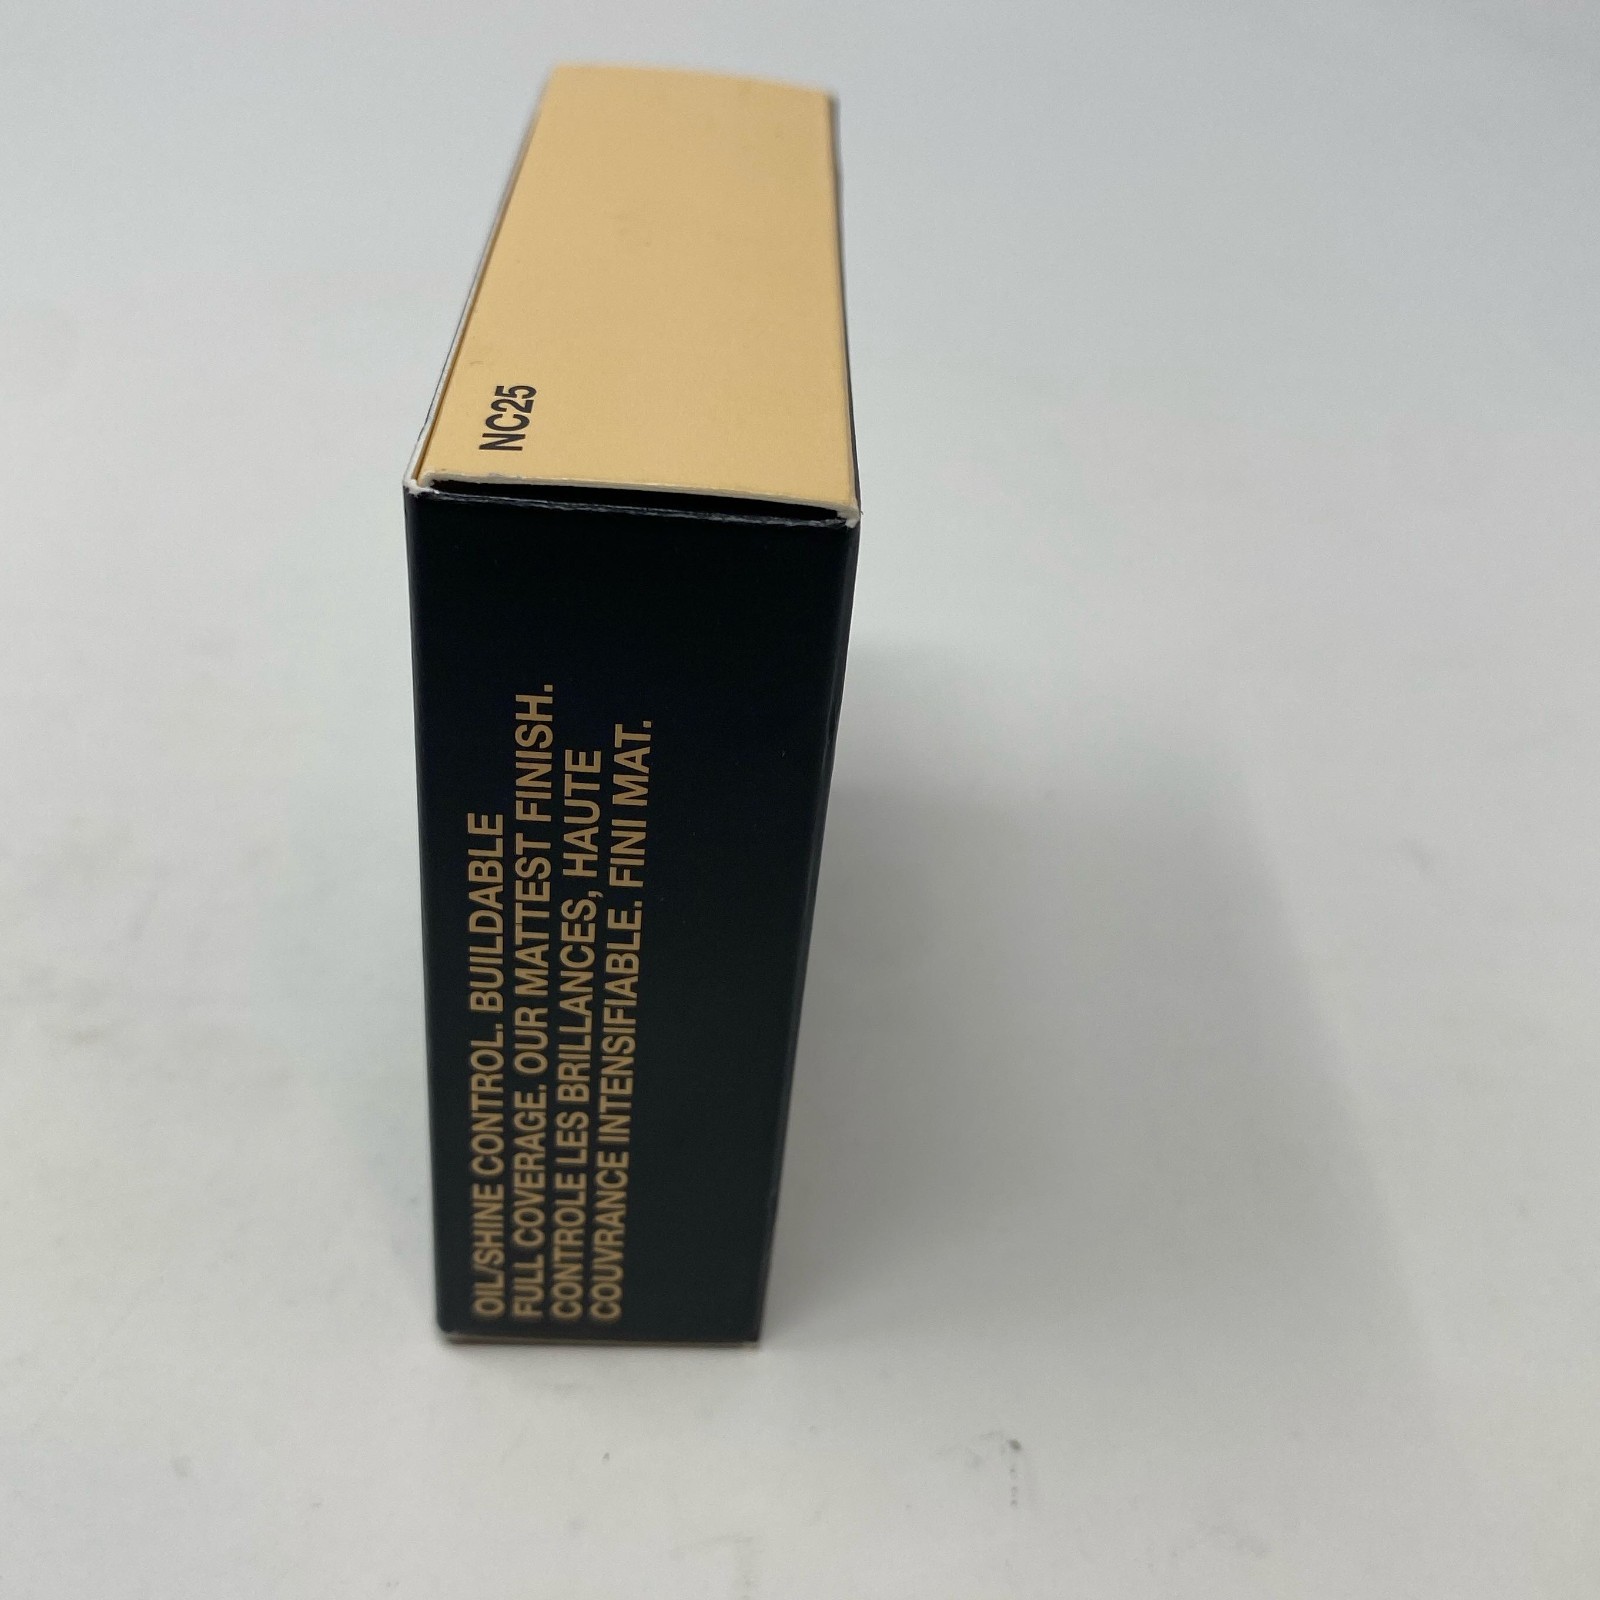 NC25
OIL/SHINE CONTROL. BUILDABLE
FULL COVERAGE. OUR MATTEST FINISH.
CONTROLE LES BRILLANCES, HAUTE
COUVRANCE INTENSIFIABLE. FINI MAT.